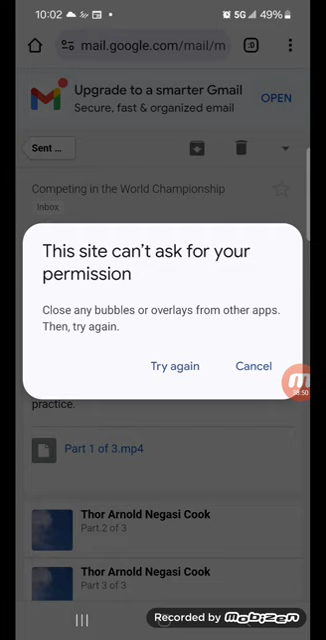 10:02
5G 49%
mail.google.com/mail/m
:D
Upgrade to a smarter Gmail
Secure, fast & organized email
OPEN
Sent ...
Competing in the World Championship
Inbox
This site can't ask for your
permission
Close any bubbles or overlays from other apps.
Then, try again.
Try again
Cancel
practice.
Part 1 of 3.mp4
Thor Arnold Negasi Cook
Part 2 of 3
Thor Arnold Negasi Cook
Part 3 of 3
Recorded by mobizen